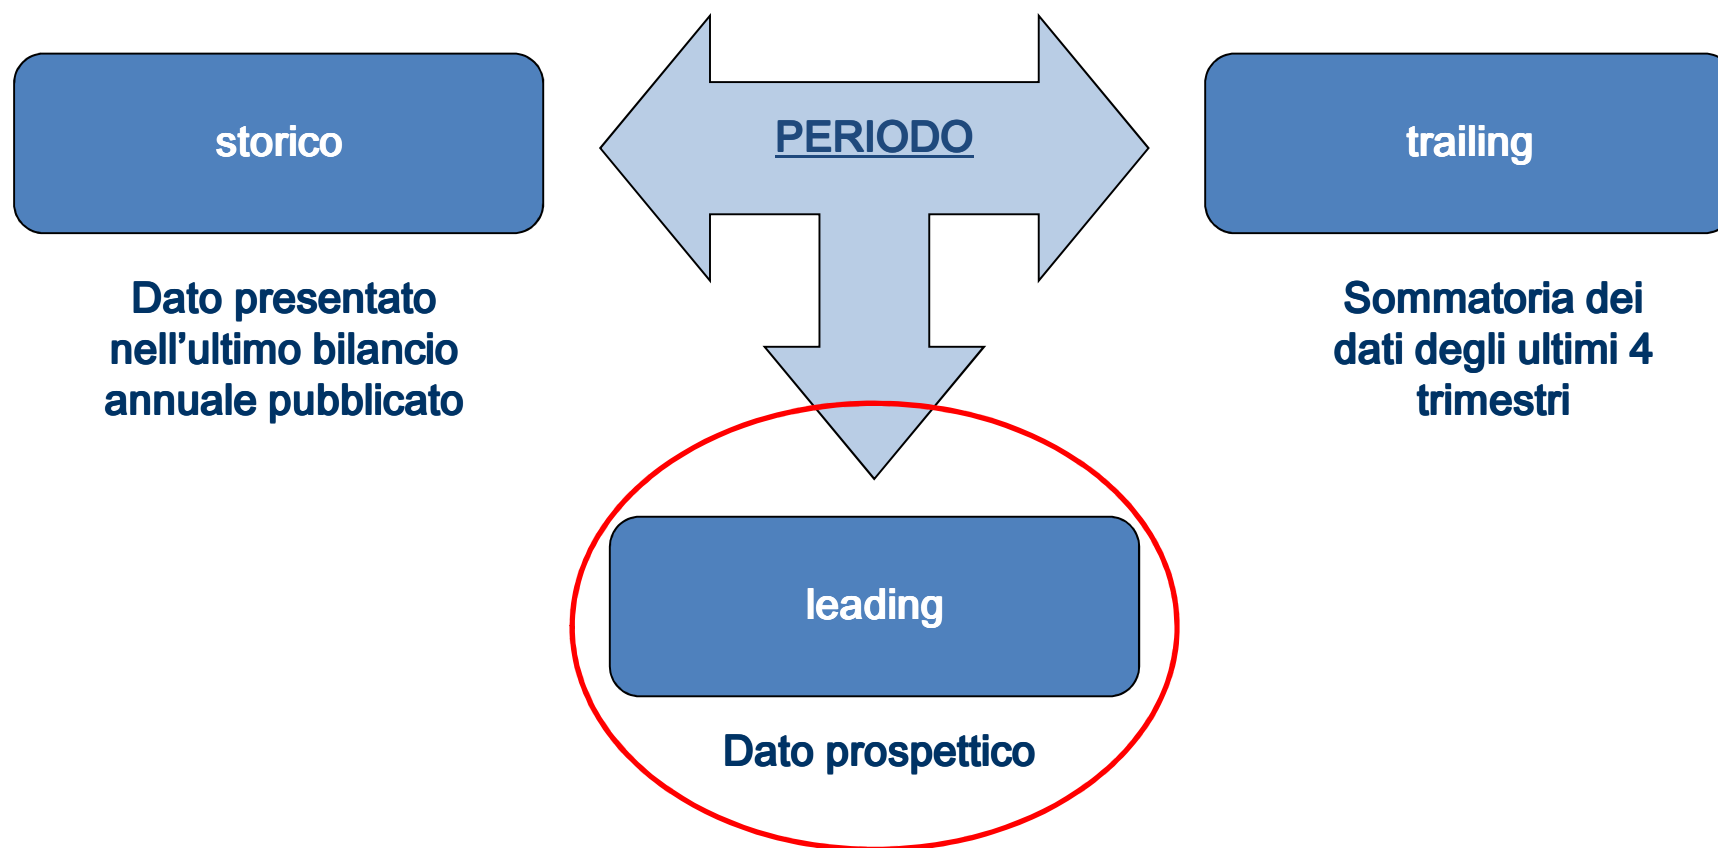 storico
PERIODO
trailing
Dato presentato
nell’ultimo bilancio
annuale pubblicato
Sommatoria dei
dati degli ultimi 4
trimestri
leading
Dato prospettico